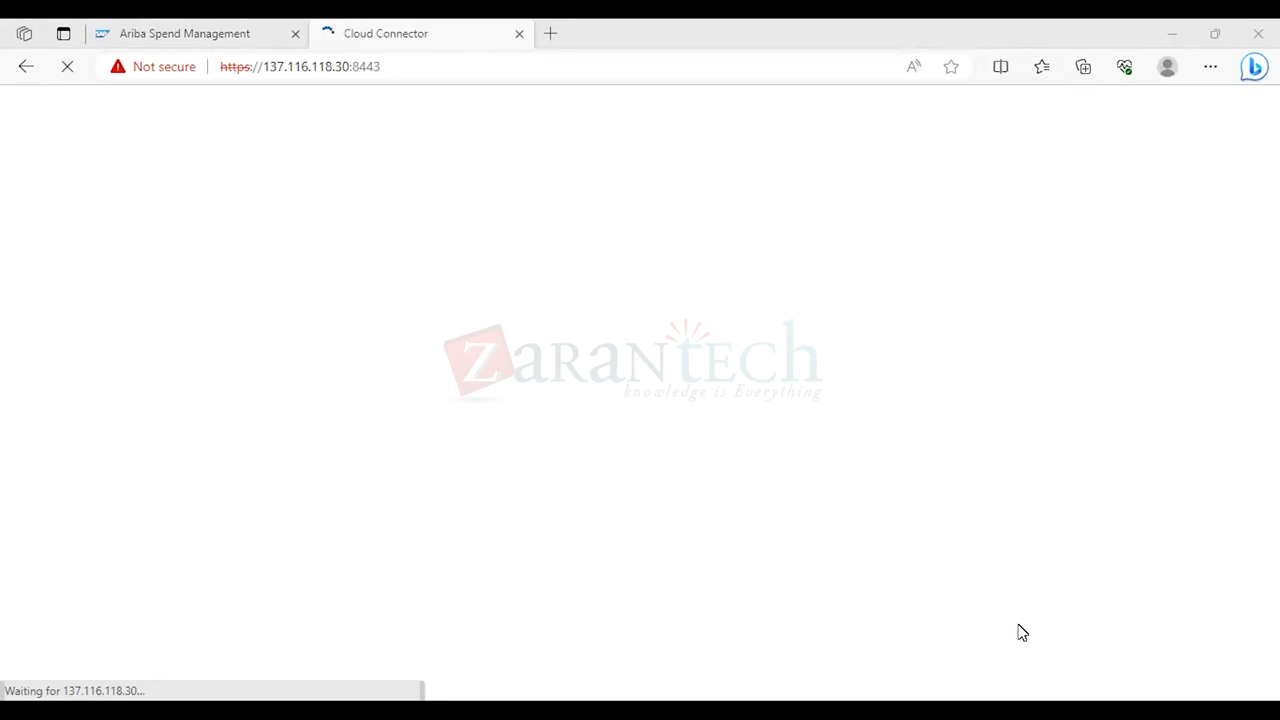 Ariba Spend Management
Cloud Connector
Not secure
https://137.116.118.30:8443
ZARANTECH
knowledge is Everything
Waiting for 137.116.118.30...